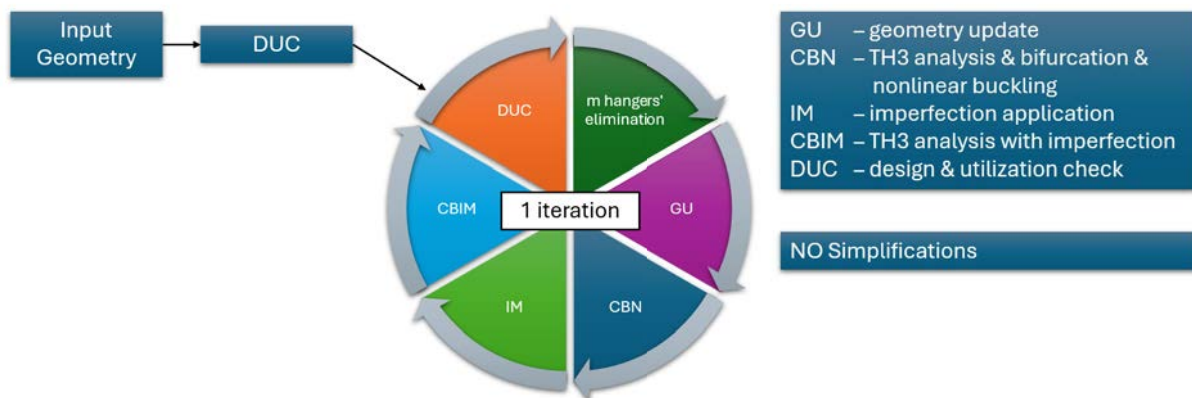 Input
Geometry
DUC
DUC
m hangers'
elimination
CBIM
1 iteration
GU
IM
CBN
GU – geometry update
CBN – TH3 analysis & bifurcation &
nonlinear buckling
IM – imperfection application
CBIM – TH3 analysis with imperfection
DUC – design & utilization check
NO Simplifications